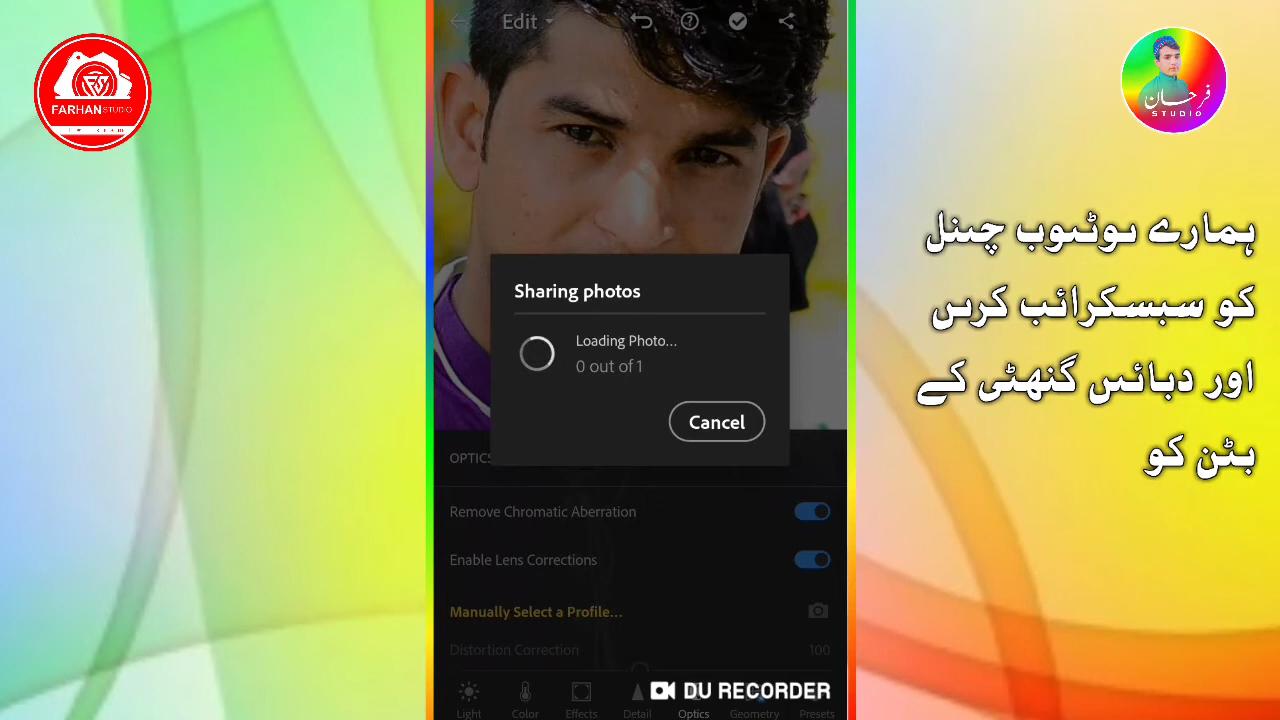 FARHAN STUDIO
Edit
فرحان
STUDIO
ہمارے یوٹیوب چینل
کو سبسکرائب کریں
اور دبائیں گنھٹی کے
بٹن کو
Sharing photos
Loading Photo...
0 out of 1
Cancel
OPTICS
Remove Chromatic Aberration
Enable Lens Corrections
Manually Select a Profile...
Distortion Correction 100
DU RECORDER
Light Color Effects Detail Optics Geometry Presets